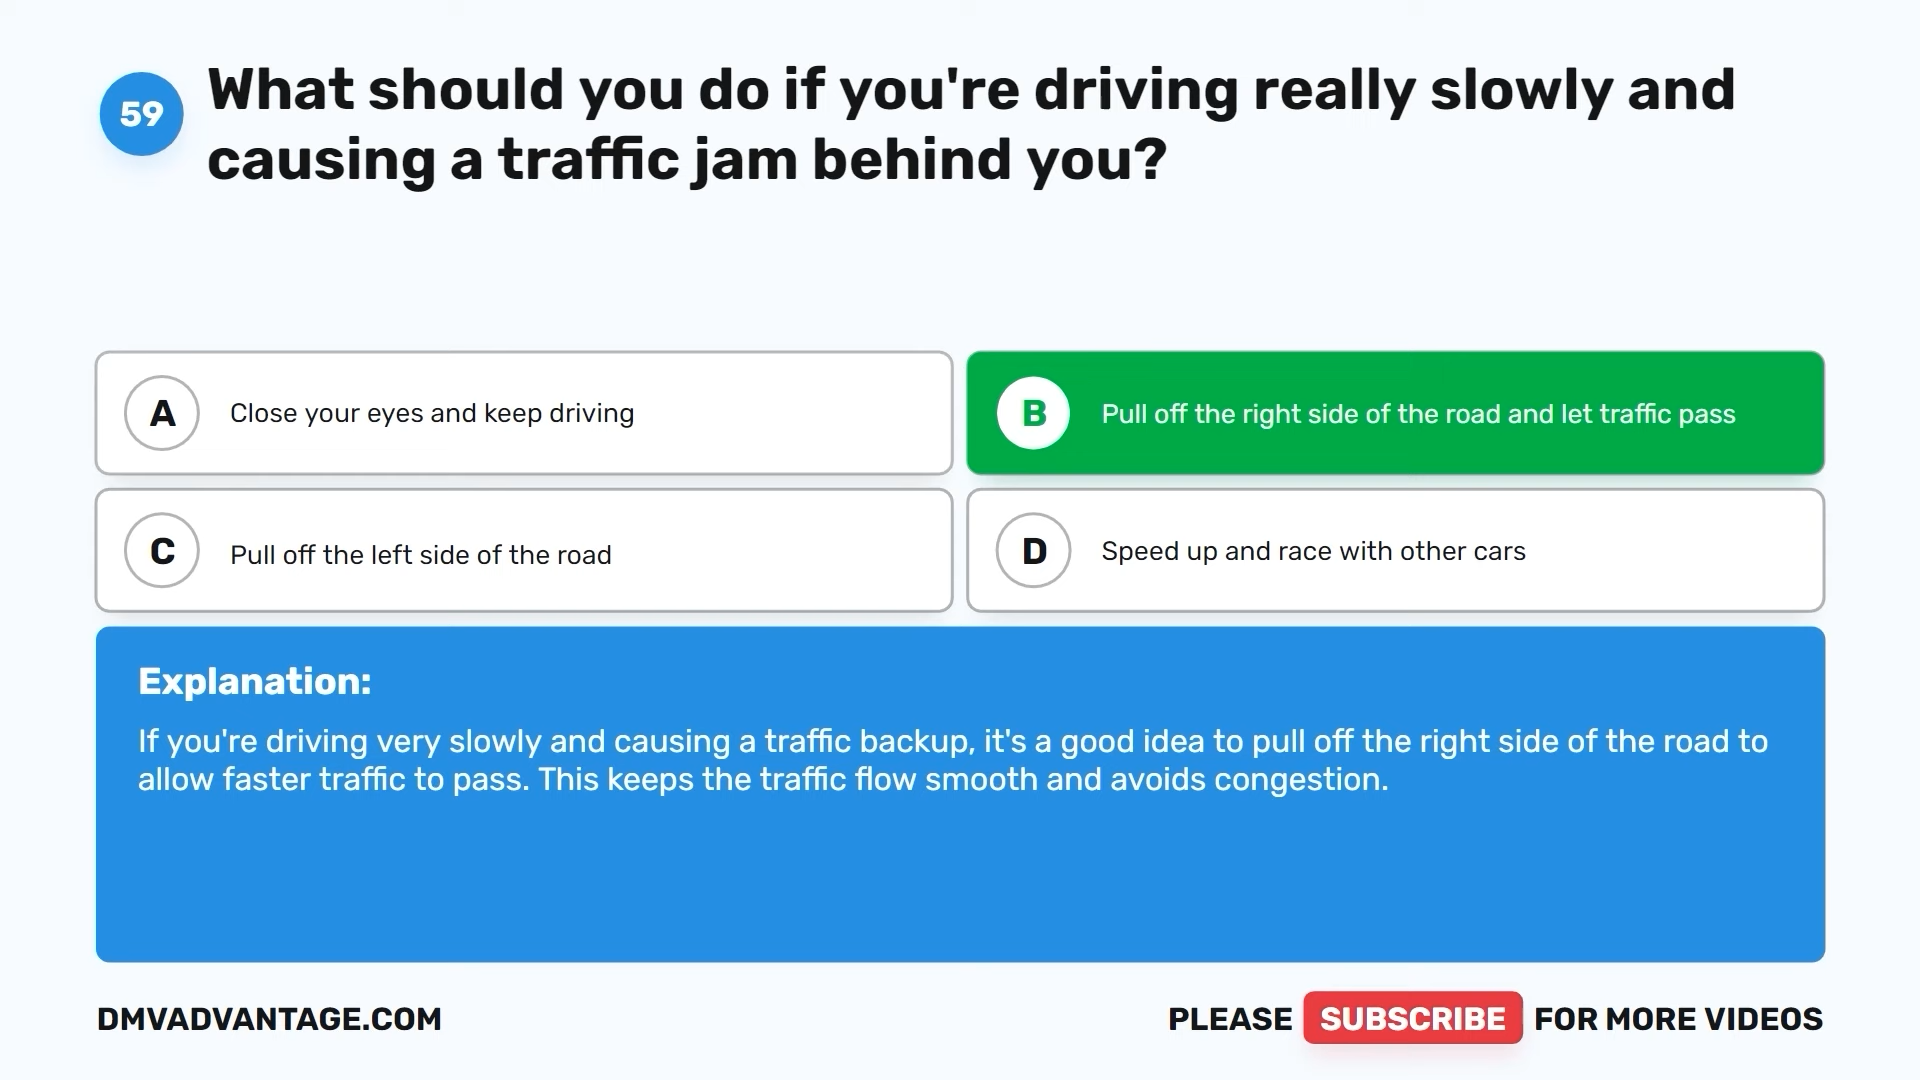 59
What should you do if you're driving really slowly and
causing a traffic jam behind you?
A
Close your eyes and keep driving
B
Pull off the right side of the road and let traffic pass
C
Pull off the left side of the road
D
Speed up and race with other cars
Explanation:
If you're driving very slowly and causing a traffic backup, it's a good idea to pull off the right side of the road to
allow faster traffic to pass. This keeps the traffic flow smooth and avoids congestion.
DMVADVANTAGE.COM
PLEASE SUBSCRIBE FOR MORE VIDEOS